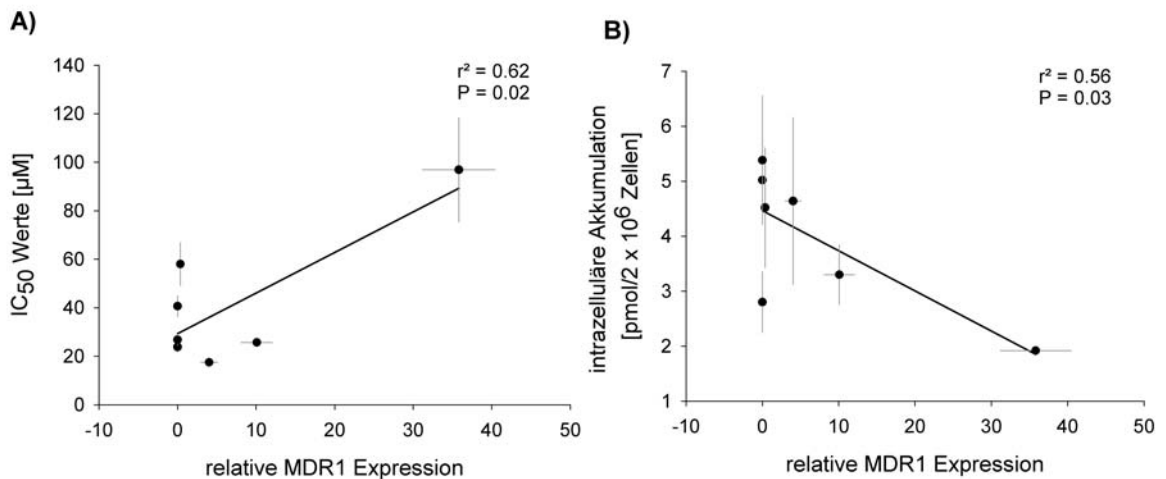 A)
r² = 0.62
P = 0.02
IC50 Werte [µM]
140
120
100
80
60
40
20
0
-10 0 10 20 30 40 50
relative MDR1 Expression
B)
r² = 0.56
P = 0.03
intrazelluläre Akkumulation
[pmol/2 x 10⁶ Zellen]
7
6
5
4
3
2
1
-10 0 10 20 30 40 50
relative MDR1 Expression